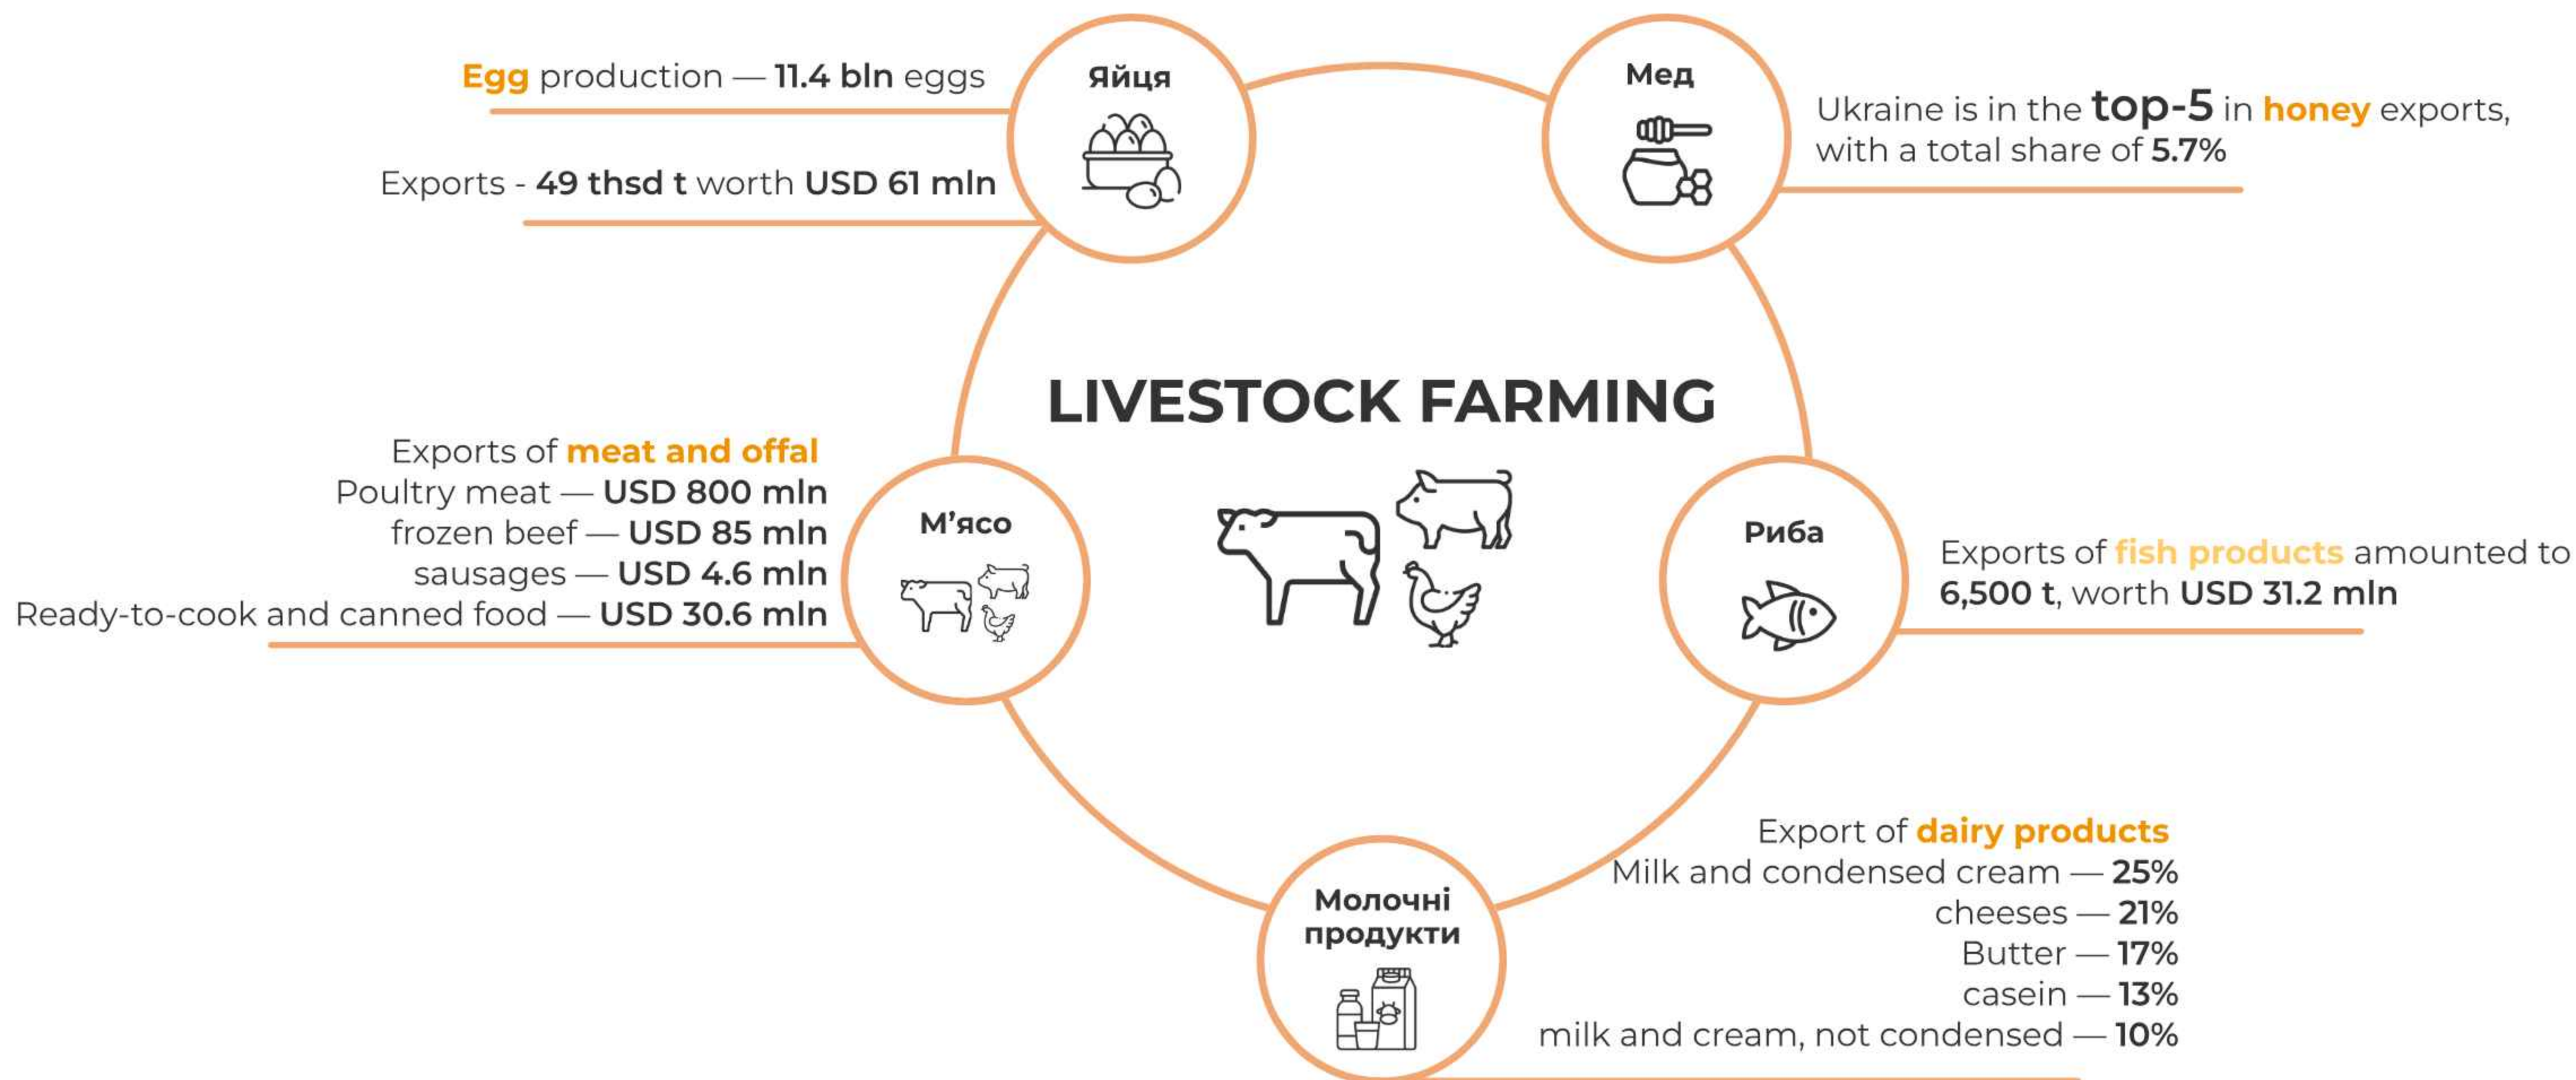 Яйця
Egg production — 11.4 bln eggs
Exports - 49 thsd t worth USD 61 mln
Мед
Ukraine is in the top-5 in honey exports,
with a total share of 5.7%
LIVESTOCK FARMING
М’ясо
Exports of meat and offal
Poultry meat — USD 800 mln
frozen beef — USD 85 mln
sausages — USD 4.6 mln
Ready-to-cook and canned food — USD 30.6 mln
Риба
Exports of fish products amounted to
6,500 t, worth USD 31.2 mln
Молочні
продукти
Export of dairy products
Milk and condensed cream — 25%
cheeses — 21%
Butter — 17%
casein — 13%
milk and cream, not condensed — 10%